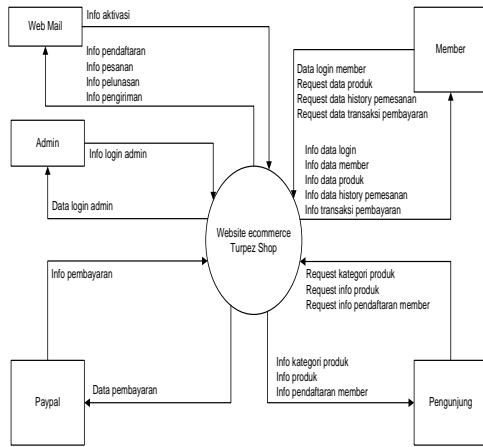 Web Mail
Info aktivasi
Info pendaftaran
Info pesanan
Info pelunasan
Info pengiriman
Member
Data login member
Request data produk
Request data history pemesanan
Request data transaksi pembayaran
Admin
Info login admin
Data login admin
Info data login
Info data member
Info data produk
Info data history pemesanan
Info transaksi pembayaran
Website ecommerce
Turpez Shop
Info pembayaran
Request kategori produk
Request info produk
Request info pendaftaran member
Paypal
Data pembayaran
Info kategori produk
Info produk
Info pendaftaran member
Pengunjung